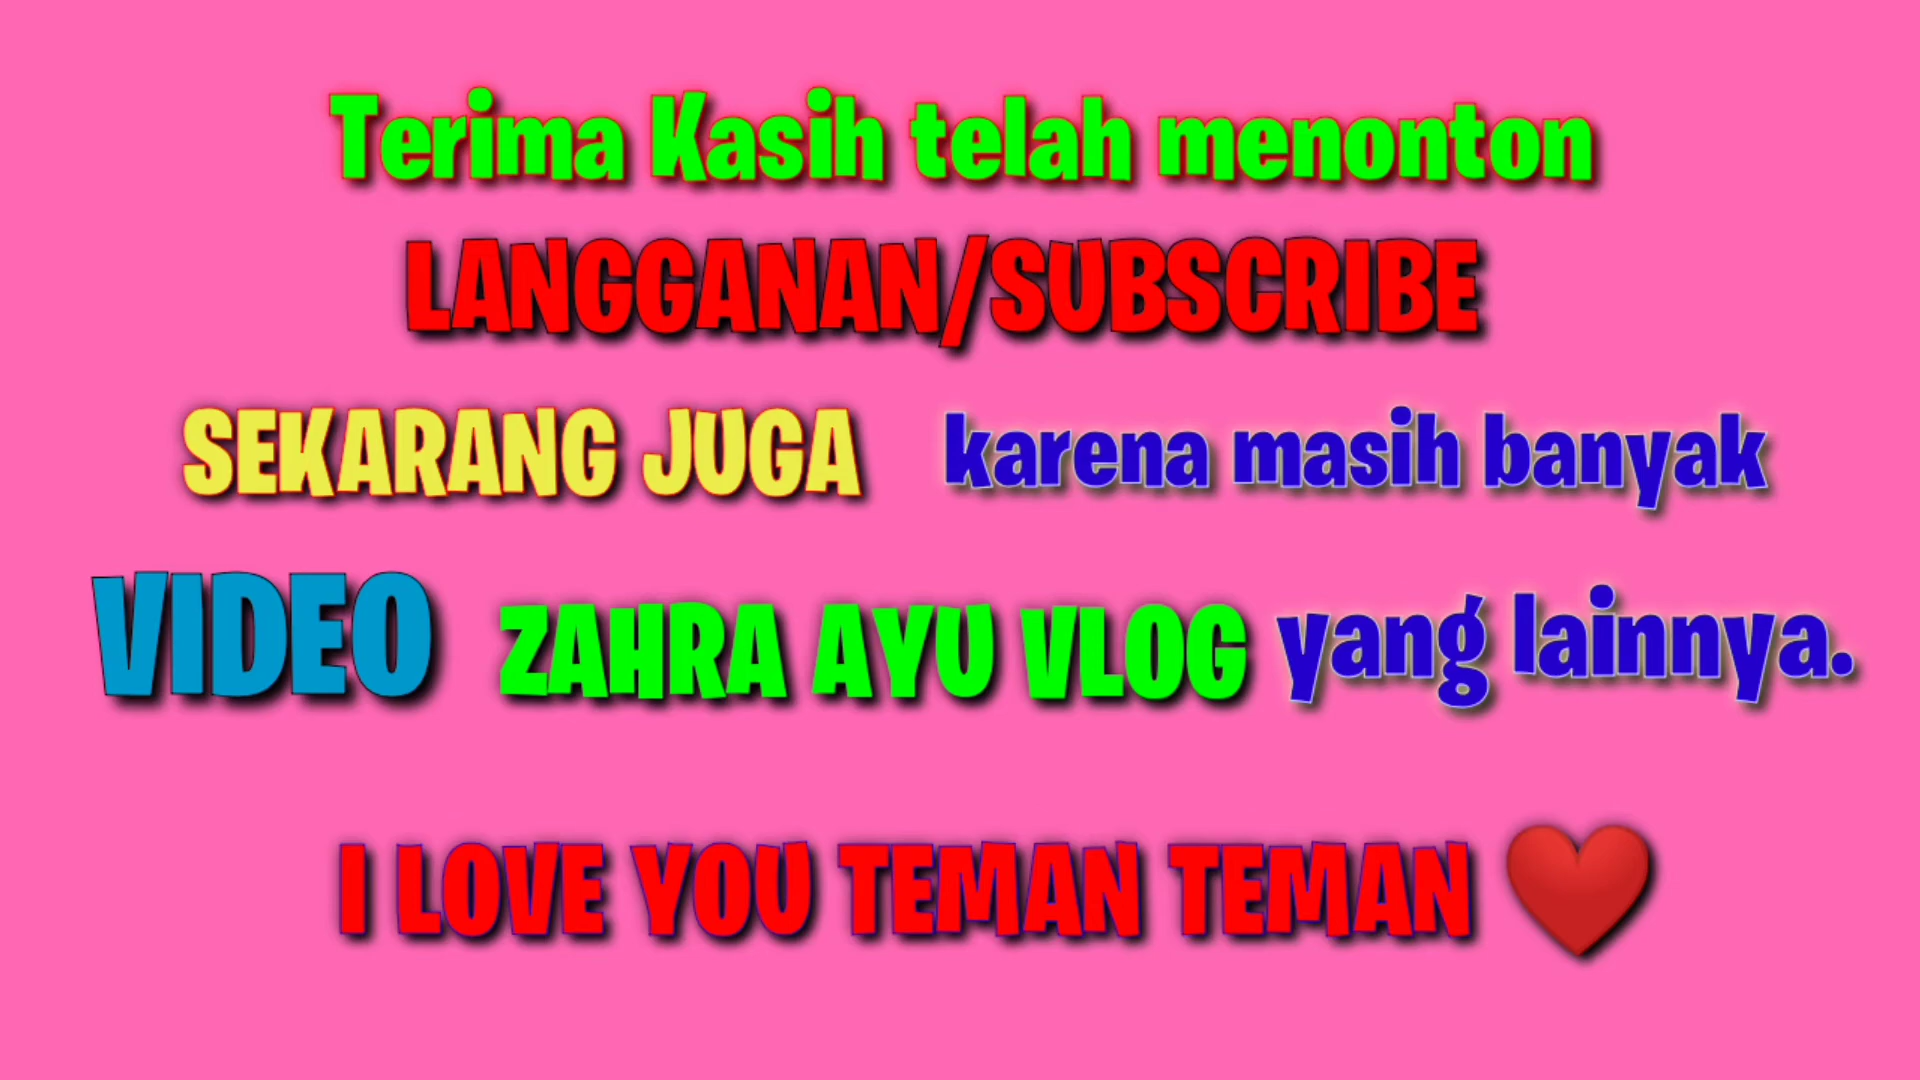 Terima Kasih telah menonton
LANGGANAN/SUBSCRIBE
SEKARANG JUGA karena masih banyak
VIDEO ZAHRA AYU VLOG yang lainnya.
I LOVE YOU TEMAN TEMAN ❤️